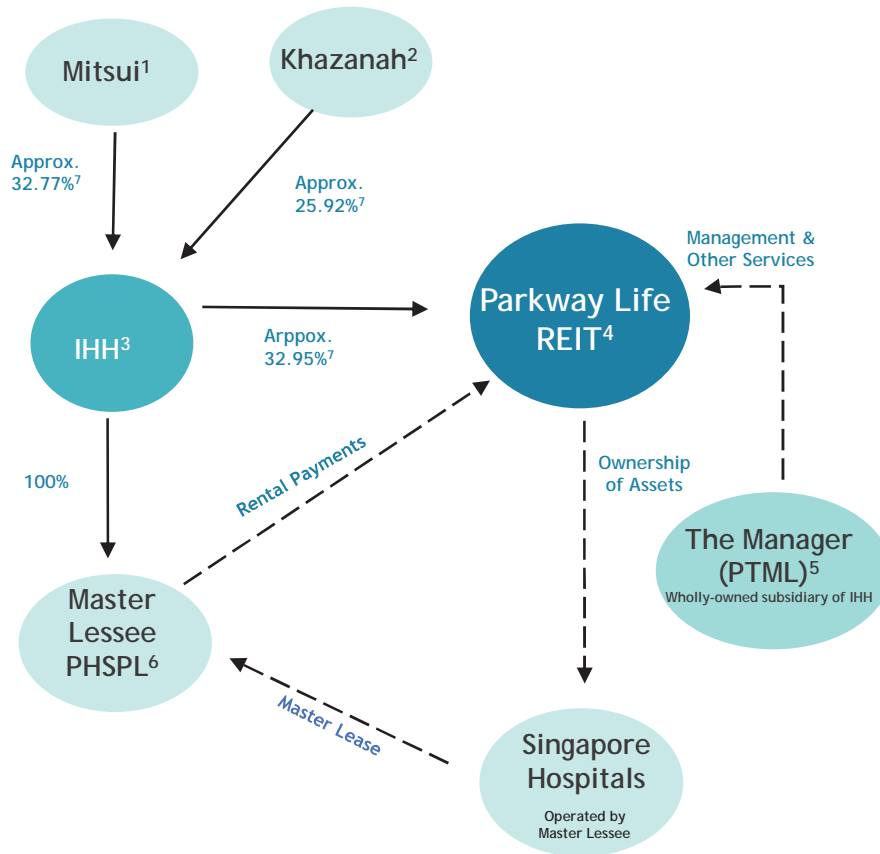 Mitsui¹
Khazanah²
Approx.
32.77%⁷
Approx.
25.92%⁷
Management &
Other Services
Parkway Life
REIT⁴
IHH³
Arppox.
32.95%⁷
Rental Payments
100%
Ownership
of Assets
The Manager
(PTML)⁵
Wholly-owned subsidiary of IHH
Master
Lessee
PHSPL⁶
Master Lease
Singapore
Hospitals
Operated by
Master Lessee